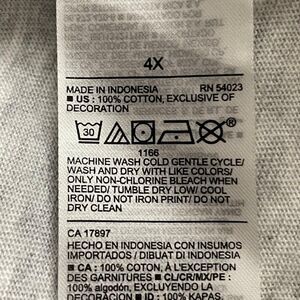 4X
MADE IN INDONESIA RN 54023
■ US : 100% COTTON, EXCLUSIVE OF
DECORATION
30
®
1166
MACHINE WASH COLD GENTLE CYCLE/
WASH AND DRY WITH LIKE COLORS/
ONLY NON-CHLORINE BLEACH WHEN
NEEDED/ TUMBLE DRY LOW/ COOL
IRON/ DO NOT IRON PRINT/ DO NOT
DRY CLEAN
CA 17897
HECHO EN INDONESIA CON INSUMOS
IMPORTADOS / DIBUAT DI INDONESIA
■ CA : 100% COTON, À L'EXCEPTION
DES GARNITURES ■ CL/CR/MX/PE :
100% algodón, EXCLUYENDO LA
DECORACION ■ ID : 100% KAPAS,